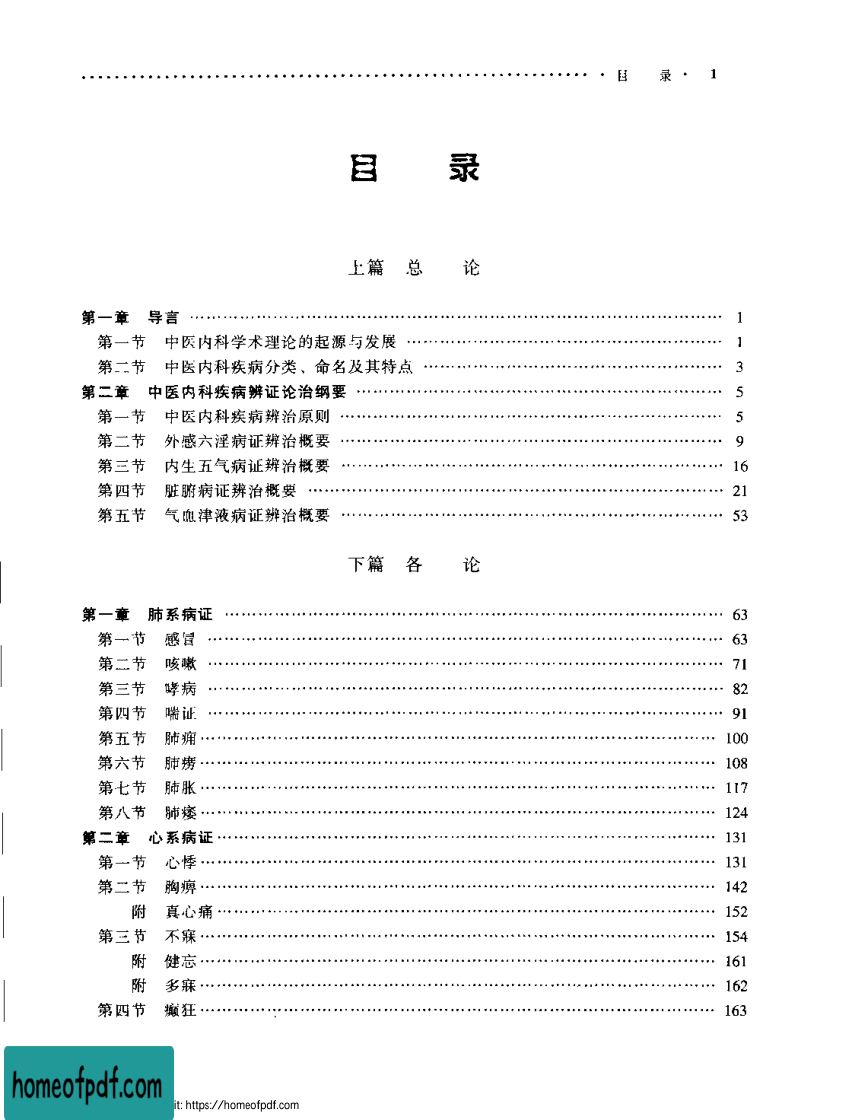 ·目 录· 1
目 录
上篇 总 论
第一章 导言 1
第一节 中医内科学术理论的起源与发展 1
第二节 中医内科疾病分类、命名及其特点 3
第二章 中医内科疾病辨证论治纲要 5
第一节 中医内科疾病辨治原则 5
第二节 外感六淫病证辨治概要 9
第三节 内生五气病证辨治概要 16
第四节 脏腑病证辨治概要 21
第五节 气血津液病证辨治概要 53
下篇 各 论
第一章 肺系病证 63
第一节 感冒 63
第二节 咳嗽 71
第三节 哮病 82
第四节 喘证 91
第五节 肺痈 100
第六节 肺痨 108
第七节 肺胀 117
第八节 肺痿 124
第二章 心系病证 131
第一节 心悸 131
第二节 胸痹 142
附 真心痛 152
第三节 不寐 154
附 健忘 161
附 多寐 162
第四节 癫狂 163
homeofpdf.com
it: https://homeofpdf.com